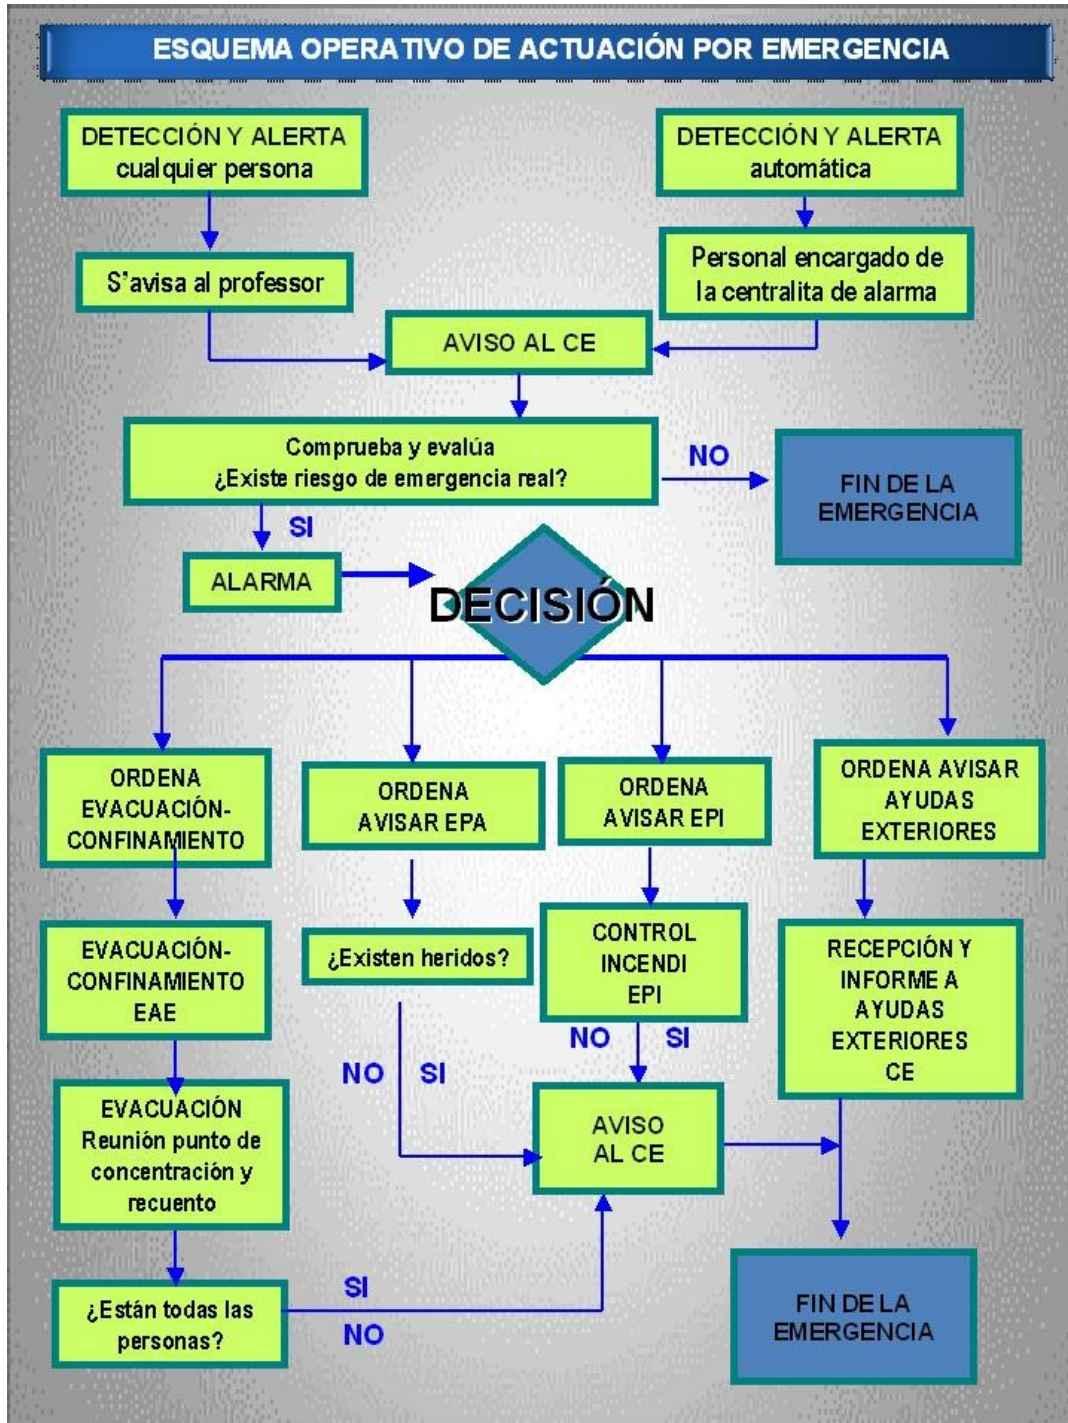 ESQUEMA OPERATIVO DE ACTUACIÓN POR EMERGENCIA
DETECCIÓN Y ALERTA
cualquier persona
DETECCIÓN Y ALERTA
automática
S'avisa al professor
Personal encargado de
la centralita de alarma
AVISO AL CE
Comprueba y evalúa
¿Existe riesgo de emergencia real?
NO
FIN DE LA
EMERGENCIA
SI
ALARMA
DECISIÓN
ORDENA
EVACUACIÓN-
CONFINAMIENTO
ORDENA
AVISAR EPA
ORDENA
AVISAR EPI
ORDENA AVISAR
AYUDAS
EXTERIORES
EVACUACIÓN-
CONFINAMIENTO
EAE
¿Existen heridos?
CONTROL
INCENDI
EPI
RECEPCIÓN Y
INFORME A
AYUDAS
EXTERIORES
CE
NO SI
NO SI
EVACUACIÓN
Reunión punto de
concentración y
recuento
AVISO
AL CE
¿Están todas las
personas?
SI
NO
FIN DE LA
EMERGENCIA